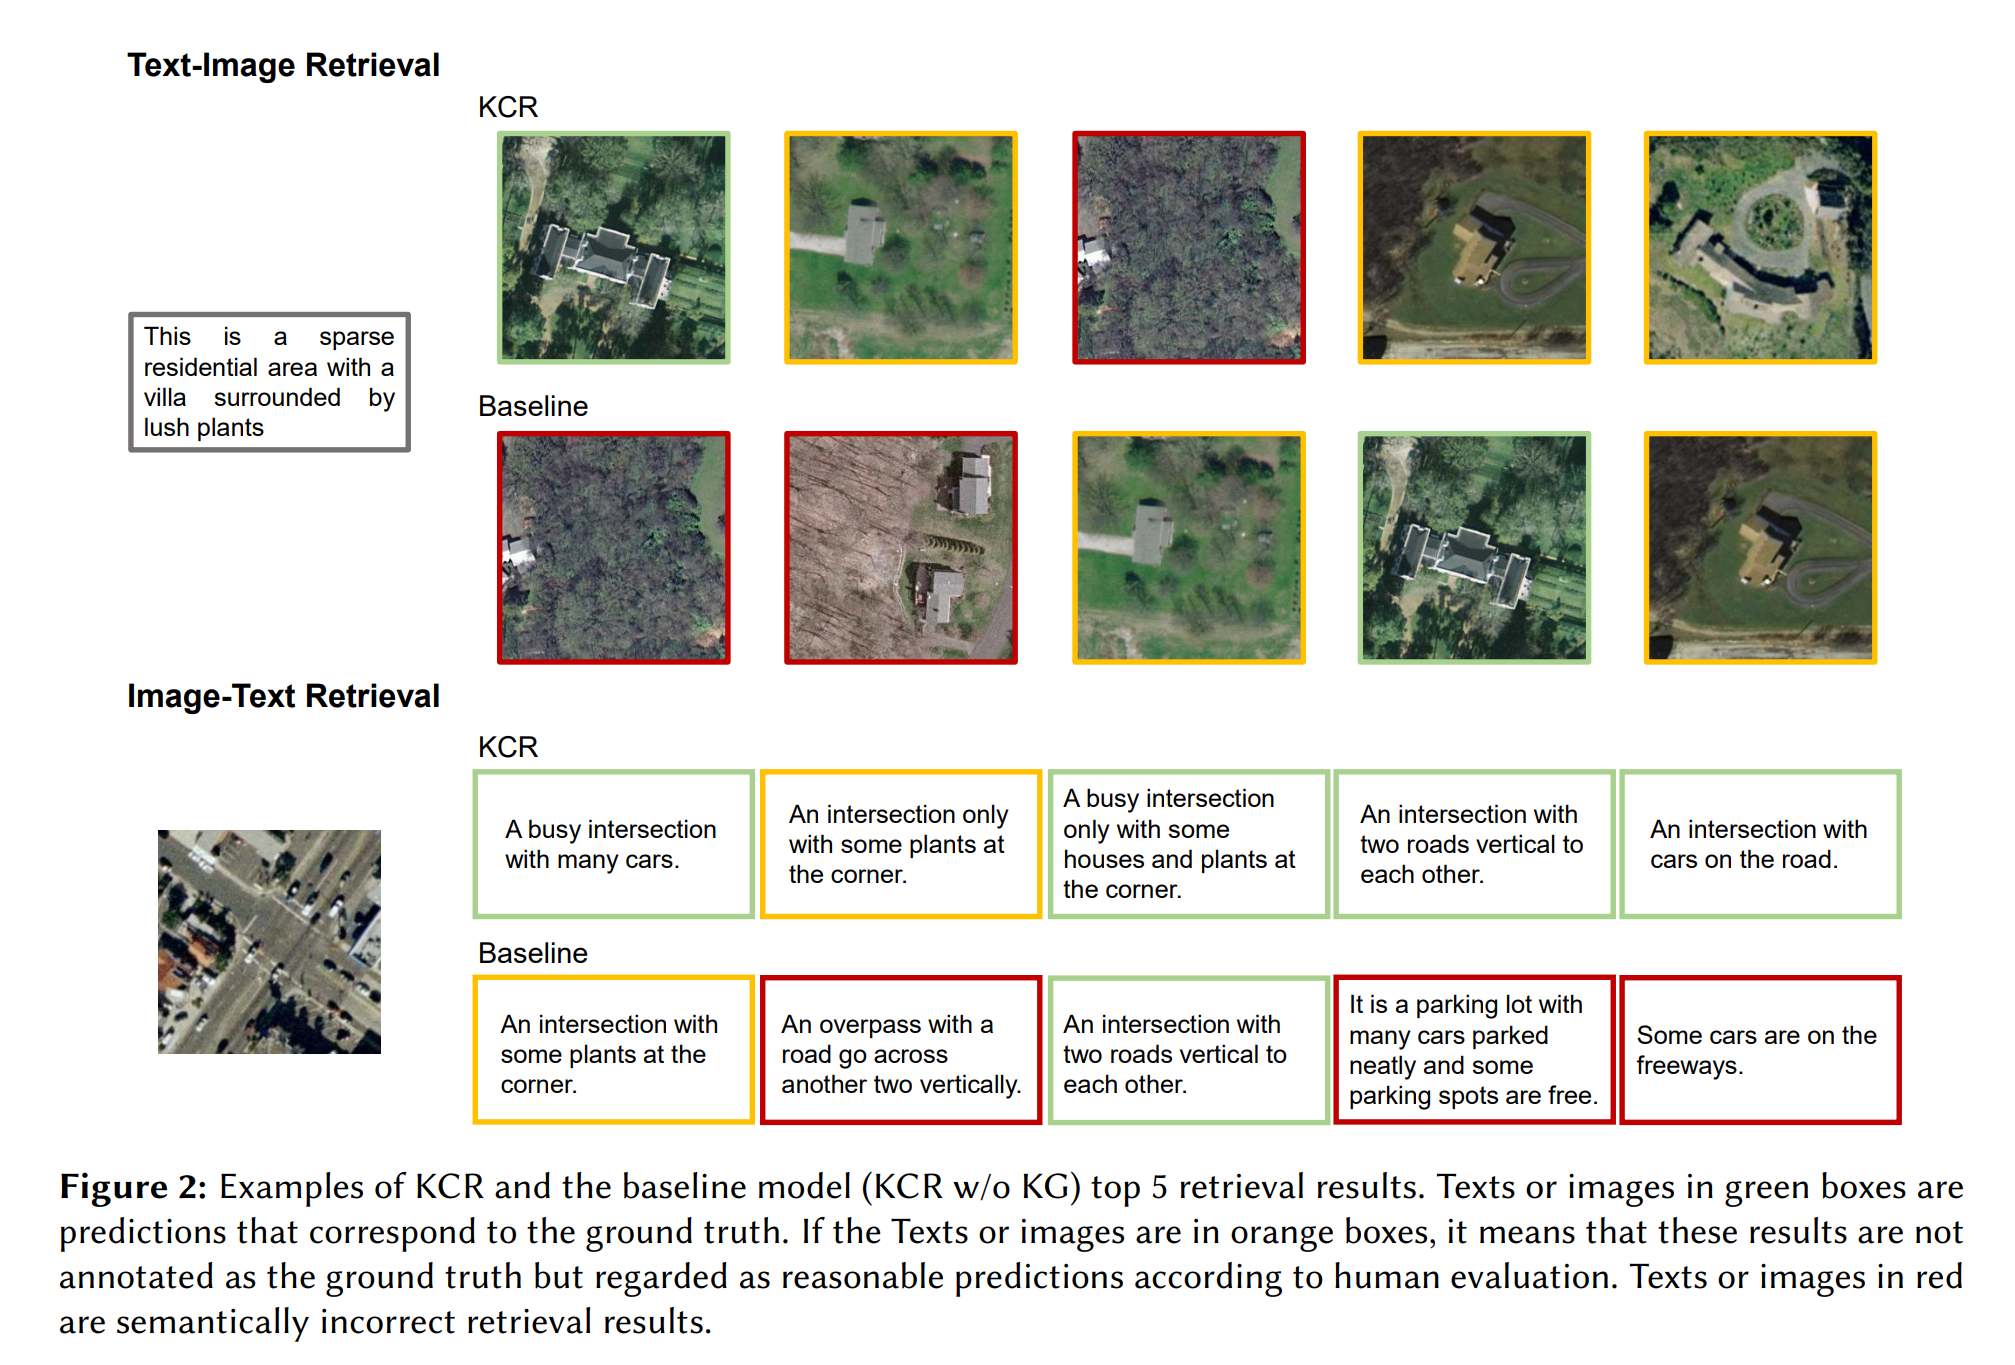 Text-Image Retrieval
KCR
This is a sparse
residential area with a
villa surrounded by
lush plants
Baseline
Image-Text Retrieval
KCR
A busy intersection
with many cars.
An intersection only
with some plants at
the corner.
A busy intersection
only with some
houses and plants at
the corner.
An intersection with
two roads vertical to
each other.
An intersection with
cars on the road.
Baseline
An intersection with
some plants at the
corner.
An overpass with a
road go across
another two vertically.
An intersection with
two roads vertical to
each other.
It is a parking lot with
many cars parked
neatly and some
parking spots are free.
Some cars are on the
freeways.
Figure 2: Examples of KCR and the baseline model (KCR w/o KG) top 5 retrieval results. Texts or images in green boxes are
predictions that correspond to the ground truth. If the Texts or images are in orange boxes, it means that these results are not
annotated as the ground truth but regarded as reasonable predictions according to human evaluation. Texts or images in red
are semantically incorrect retrieval results.